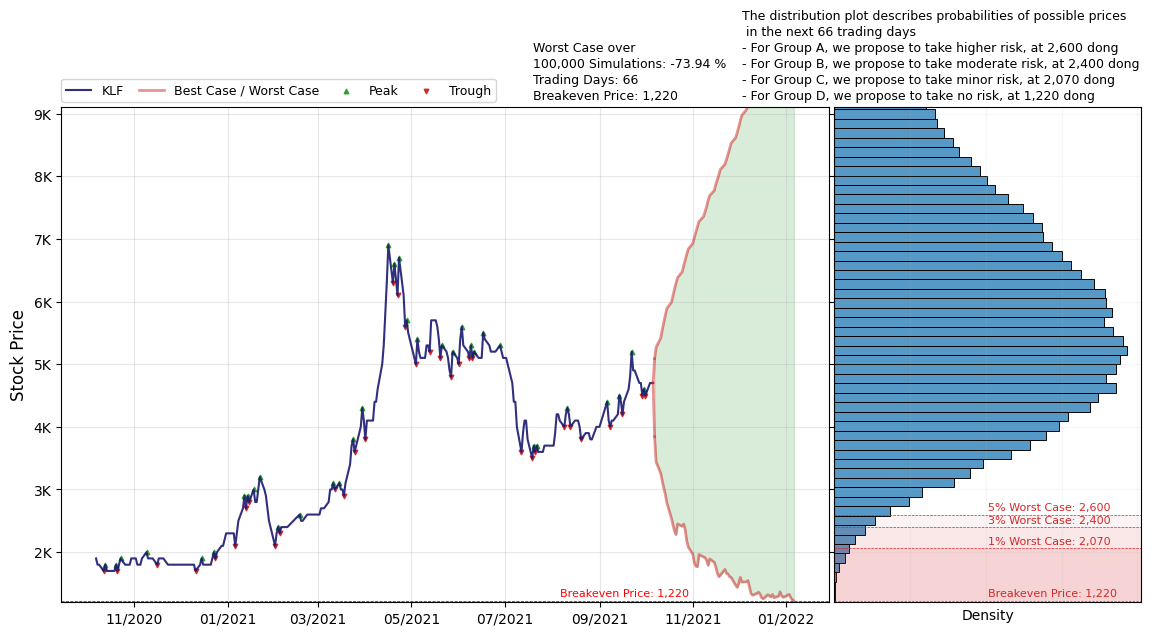 The distribution plot describes probabilities of possible prices
in the next 66 trading days
- For Group A, we propose to take higher risk, at 2,600 dong
- For Group B, we propose to take moderate risk, at 2,400 dong
- For Group C, we propose to take minor risk, at 2,070 dong
- For Group D, we propose to take no risk, at 1,220 dong
Worst Case over
100,000 Simulations: -73.94 %
Trading Days: 66
Breakeven Price: 1,220
KLF Best Case / Worst Case Peak Trough
Stock Price
9K
8K
7K
6K
5K
4K
3K
2K
5% Worst Case: 2,600
3% Worst Case: 2,400
1% Worst Case: 2,070
Breakeven Price: 1,220
Breakeven Price: 1,220
11/2020 01/2021 03/2021 05/2021 07/2021 09/2021 11/2021 01/2022
Density